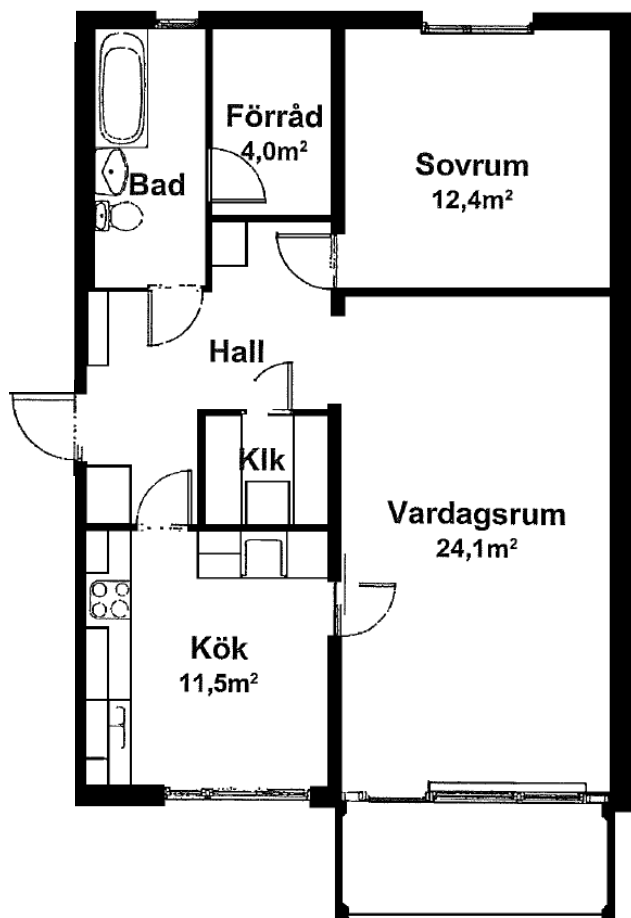 Förråd
4,0m²
Sovrum
12,4m²
Bad
Hall
Klk
Vardagsrum
24,1m²
Kök
11,5m²